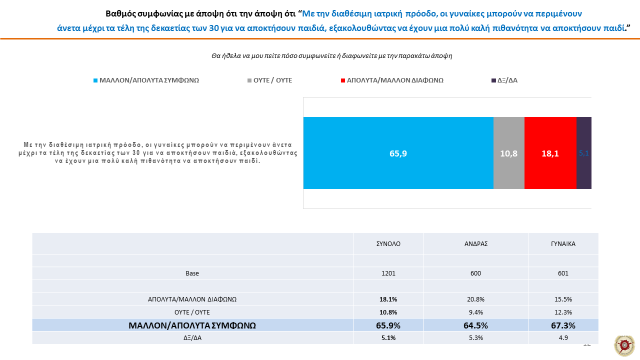 Βαθμός συμφωνίας με άποψη ότι την άποψη ότι “Με την διαθέσιμη ιατρική πρόοδο, οι γυναίκες μπορούν να περιμένουν
άνετα μέχρι τα τέλη της δεκαετίας των 30 για να αποκτήσουν παιδιά, εξακολουθώντας να έχουν μια πολύ καλή πιθανότητα να αποκτήσουν παιδί.”
Θα ήθελα να μου πείτε πόσο συμφωνείτε ή διαφωνείτε με την παρακάτω άποψη
ΜΑΛΛΟΝ/ΑΠΟΛΥΤΑ ΣΥΜΦΩΝΩ ΟΥΤΕ / ΟΥΤΕ ΑΠΟΛΥΤΑ/ΜΑΛΛΟΝ ΔΙΑΦΩΝΩ ΔΞ/ΔΑ
Με την διαθέσιμη ιατρική πρόοδο, οι γυναίκες μπορούν να περιμένουν άνετα
μέχρι τα τέλη της δεκαετίας των 30 για να αποκτήσουν παιδιά, εξακολουθώντας
να έχουν μια πολύ καλή πιθανότητα να αποκτήσουν παιδί.
65,9 10,8 18,1 5,1
ΣΥΝΟΛΟ ΑΝΔΡΑΣ ΓΥΝΑΙΚΑ
Base 1201 600 601
ΑΠΟΛΥΤΑ/ΜΑΛΛΟΝ ΔΙΑΦΩΝΩ 18.1% 20.8% 15.5%
ΟΥΤΕ / ΟΥΤΕ 10.8% 9.4% 12.3%
ΜΑΛΛΟΝ/ΑΠΟΛΥΤΑ ΣΥΜΦΩΝΩ 65.9% 64.5% 67.3%
ΔΞ/ΔΑ 5.1% 5.3% 4.9